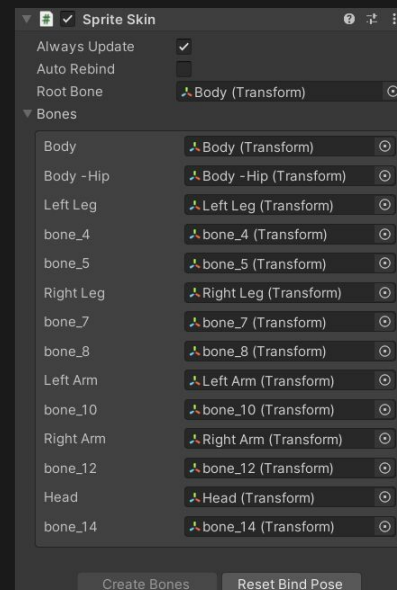 Sprite Skin
Always Update
Auto Rebind
Root Bone Body (Transform)
Bones
Body Body (Transform)
Body -Hip Body -Hip (Transform)
Left Leg Left Leg (Transform)
bone_4 bone_4 (Transform)
bone_5 bone_5 (Transform)
Right Leg Right Leg (Transform)
bone_7 bone_7 (Transform)
bone_8 bone_8 (Transform)
Left Arm Left Arm (Transform)
bone_10 bone_10 (Transform)
Right Arm Right Arm (Transform)
bone_12 bone_12 (Transform)
Head Head (Transform)
bone_14 bone_14 (Transform)
Create Bones Reset Bind Pose